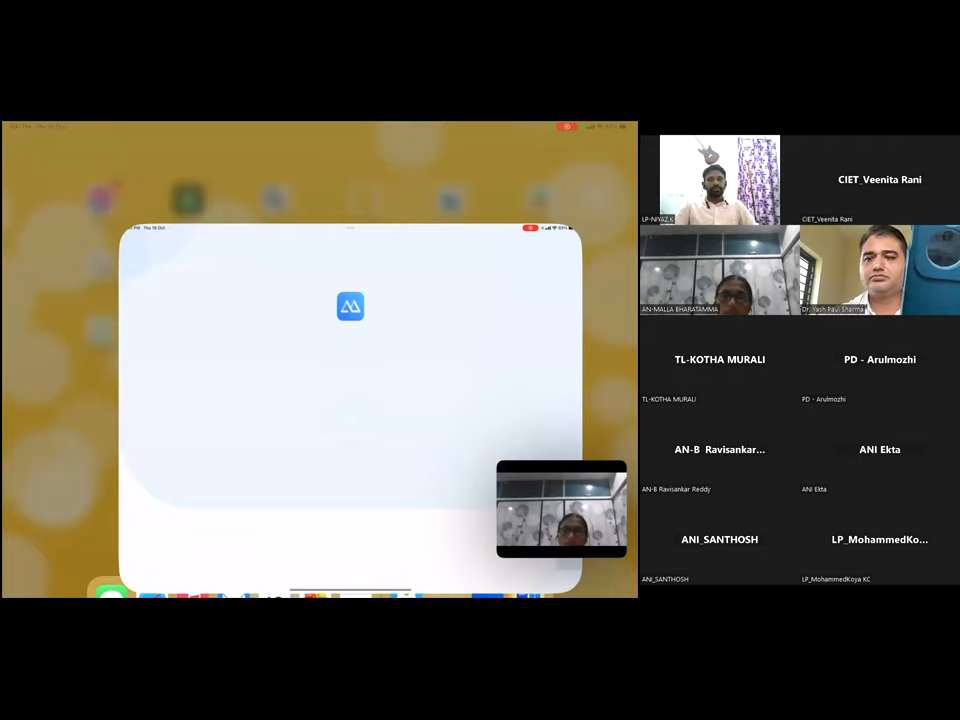 Thu 19 Oct
93%
LP-NIYAZ.K
CIET_Veenita Rani
CIET_Veenita Rani
AN-MALLA BHARATAMMA
Dr. Yash Paul Sharma
TL-KOTHA MURALI
TL-KOTHA MURALI
PD - Arulmozhi
PD - Arulmozhi
AN-B Ravisankar...
AN-B Ravisankar Reddy
ANI Ekta
ANI Ekta
ANI_SANTHOSH
ANI_SANTHOSH
LP_MohammedKo...
LP_MohammedKoya KC